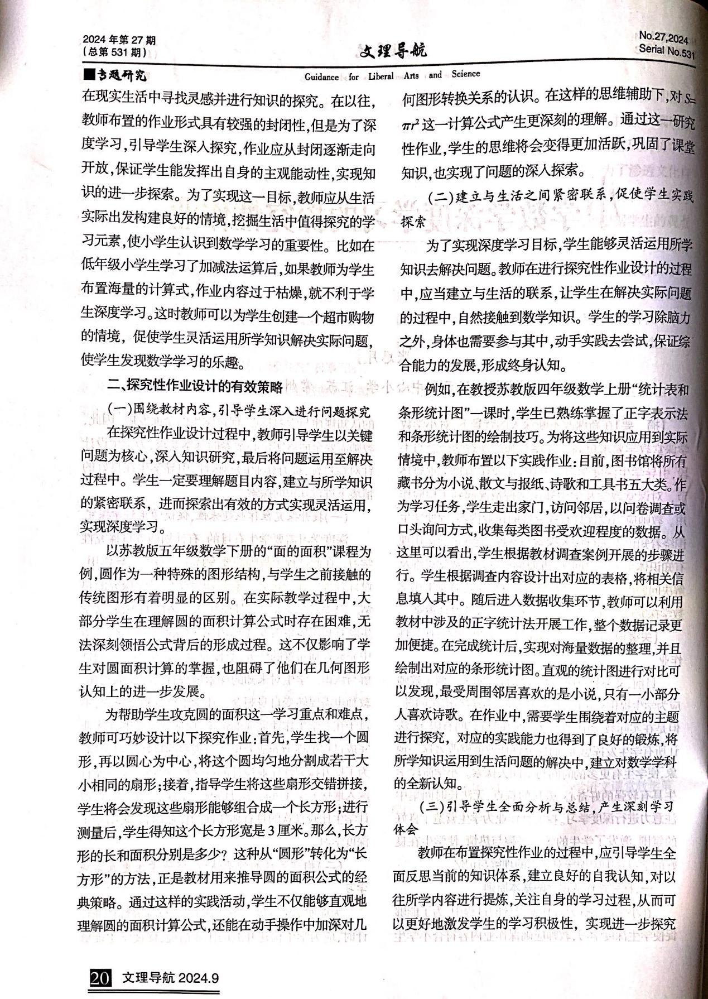 2024 年第 27 期
(总第 531 期)
文理导航
No.27,2024
Serial No.531
■专题研究
Guidance for Liberal Arts and Science
在现实生活中寻找灵感并进行知识的探究。在以往,
教师布置的作业形式具有较强的封闭性,但是为了深
度学习,引导学生深入探究,作业应从封闭逐渐走向
开放,保证学生能发挥出自身的主观能动性,实现知
识的进一步探索。为了实现这一目标,教师应从生活
实际出发构建良好的情境,挖掘生活中值得探究的学
习元素,使小学生认识到数学学习的重要性。比如在
低年级小学生学习了加减法运算后,如果教师为学生
布置海量的计算式,作业内容过于枯燥,就不利于学
生深度学习。这时教师可以为学生创建一个超市购物
的情境，促使学生灵活运用所学知识解决实际问题,
使学生发现数学学习的乐趣。
二、探究性作业设计的有效策略
(一)围绕教材内容,引导学生深入进行问题探究
在探究性作业设计过程中,教师引导学生以关键
问题为核心,深入知识研究,最后将问题运用至解决
过程中。学生一定要理解题目内容,建立与所学知识
的紧密联系，进而探索出有效的方式实现灵活运用,
实现深度学习。
以苏教版五年级数学下册的“面的面积”课程为
例,圆作为一种特殊的图形结构,与学生之前接触的
传统图形有着明显的区别。在实际教学过程中,大
部分学生在理解圆的面积计算公式时存在困难,无
法深刻领悟公式背后的形成过程。这不仅影响了学
生对圆面积计算的掌握,也阻碍了他们在几何图形
认知上的进一步发展。
为帮助学生攻克圆的面积这一学习重点和难点,
教师可巧妙设计以下探究作业:首先,学生找一个圆
形,再以圆心为中心,将这个圆均匀地分割成若干大
小相同的扇形;接着,指导学生将这些扇形交错拼接,
学生将会发现这些扇形能够组合成一个长方形;进行
测量后,学生得知这个长方形宽是 3 厘米。那么,长方
形的长和面积分别是多少？这种从“圆形”转化为“长
方形”的方法,正是教材用来推导圆的面积公式的经
典策略。通过这样的实践活动,学生不仅能够直观地
理解圆的面积计算公式,还能在动手操作中加深对几
何图形转换关系的认识。在这样的思维辅助下,对 S=
πr² 这一计算公式产生更深刻的理解。通过这一研究
性作业,学生的思维将会变得更加活跃,巩固了课堂
知识,也实现了问题的深入探索。
(二)建立与生活之间紧密联系,促使学生实践
探索
为了实现深度学习目标,学生能够灵活运用所学
知识去解决问题。教师在进行探究性作业设计的过程
中,应当建立与生活的联系,让学生在解决实际问题
的过程中,自然接触到数学知识。学生的学习除脑力
之外,身体也需要参与其中,动手实践去尝试,保证综
合能力的发展,形成终身认知。
例如,在教授苏教版四年级数学上册“统计表和
条形统计图”一课时,学生已熟练掌握了正字表示法
和条形统计图的绘制技巧。为将这些知识应用到实际
情境中,教师布置以下实践作业:目前,图书馆将所有
藏书分为小说、散文与报纸、诗歌和工具书五大类。作
为学习任务,学生走出家门,访问邻居,以问卷调查或
口头询问方式,收集每类图书受欢迎程度的数据。从
这里可以看出,学生根据教材调查案例开展的步骤进
行。学生根据调查内容设计出对应的表格,将相关信
息填入其中。随后进入数据收集环节,教师可以利用
教材中涉及的正字统计法开展工作,整个数据记录更
加便捷。在完成统计后,实现对海量数据的整理,并且
绘制出对应的条形统计图。直观的统计图进行对比可
以发现,最受周围邻居喜欢的是小说,只有一小部分
人喜欢诗歌。在作业中,需要学生围绕着对应的主题
进行探究，对应的实践能力也得到了良好的锻炼,将
所学知识运用到生活问题的解决中,建立对数学学科
的全新认知。
(三)引导学生全面分析与总结,产生深刻学习
体会
教师在布置探究性作业的过程中,应引导学生全
面反思当前的知识体系,建立良好的自我认知,对以
往所学内容进行提炼,关注自身的学习过程,从而可
以更好地激发学生的学习积极性，实现进一步探究
20 文理导航 2024.9